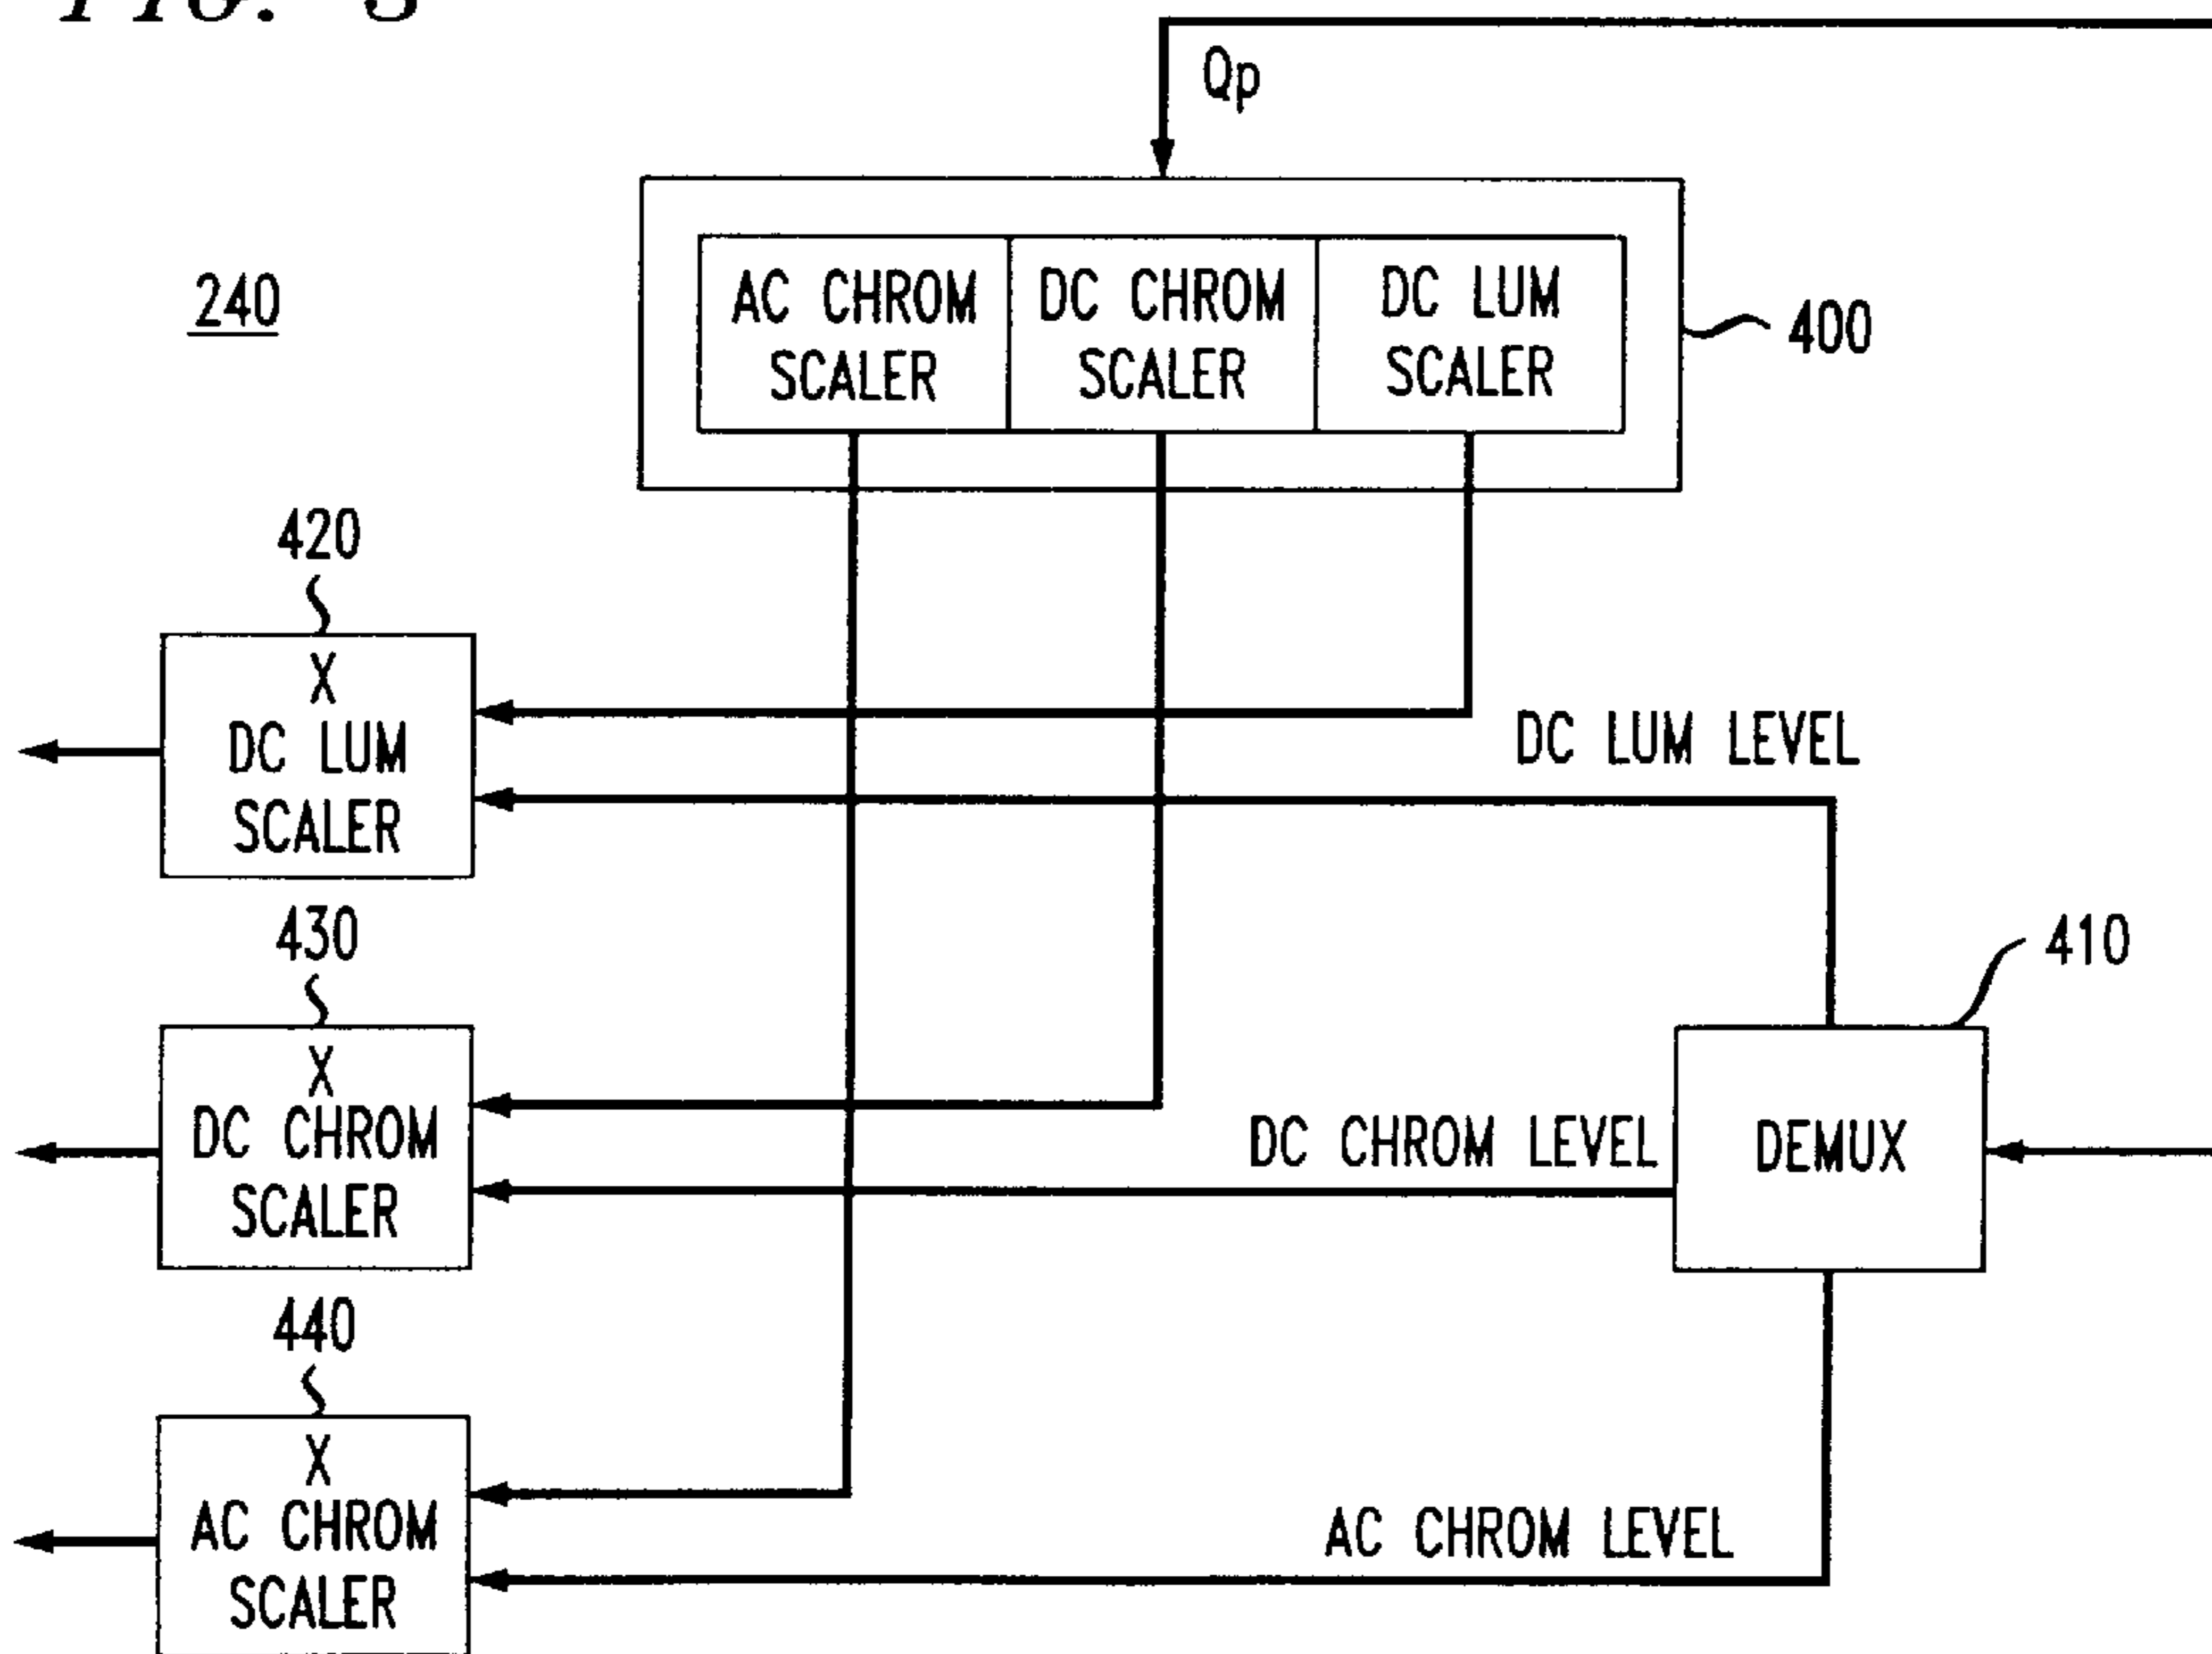 Qp
240
AC CHROM SCALER
DC CHROM SCALER
DC LUM SCALER
400
420
X
DC LUM
SCALER
DC LUM LEVEL
430
410
X
DC CHROM
SCALER
DC CHROM LEVEL
DEMUX
440
X
AC CHROM
SCALER
AC CHROM LEVEL